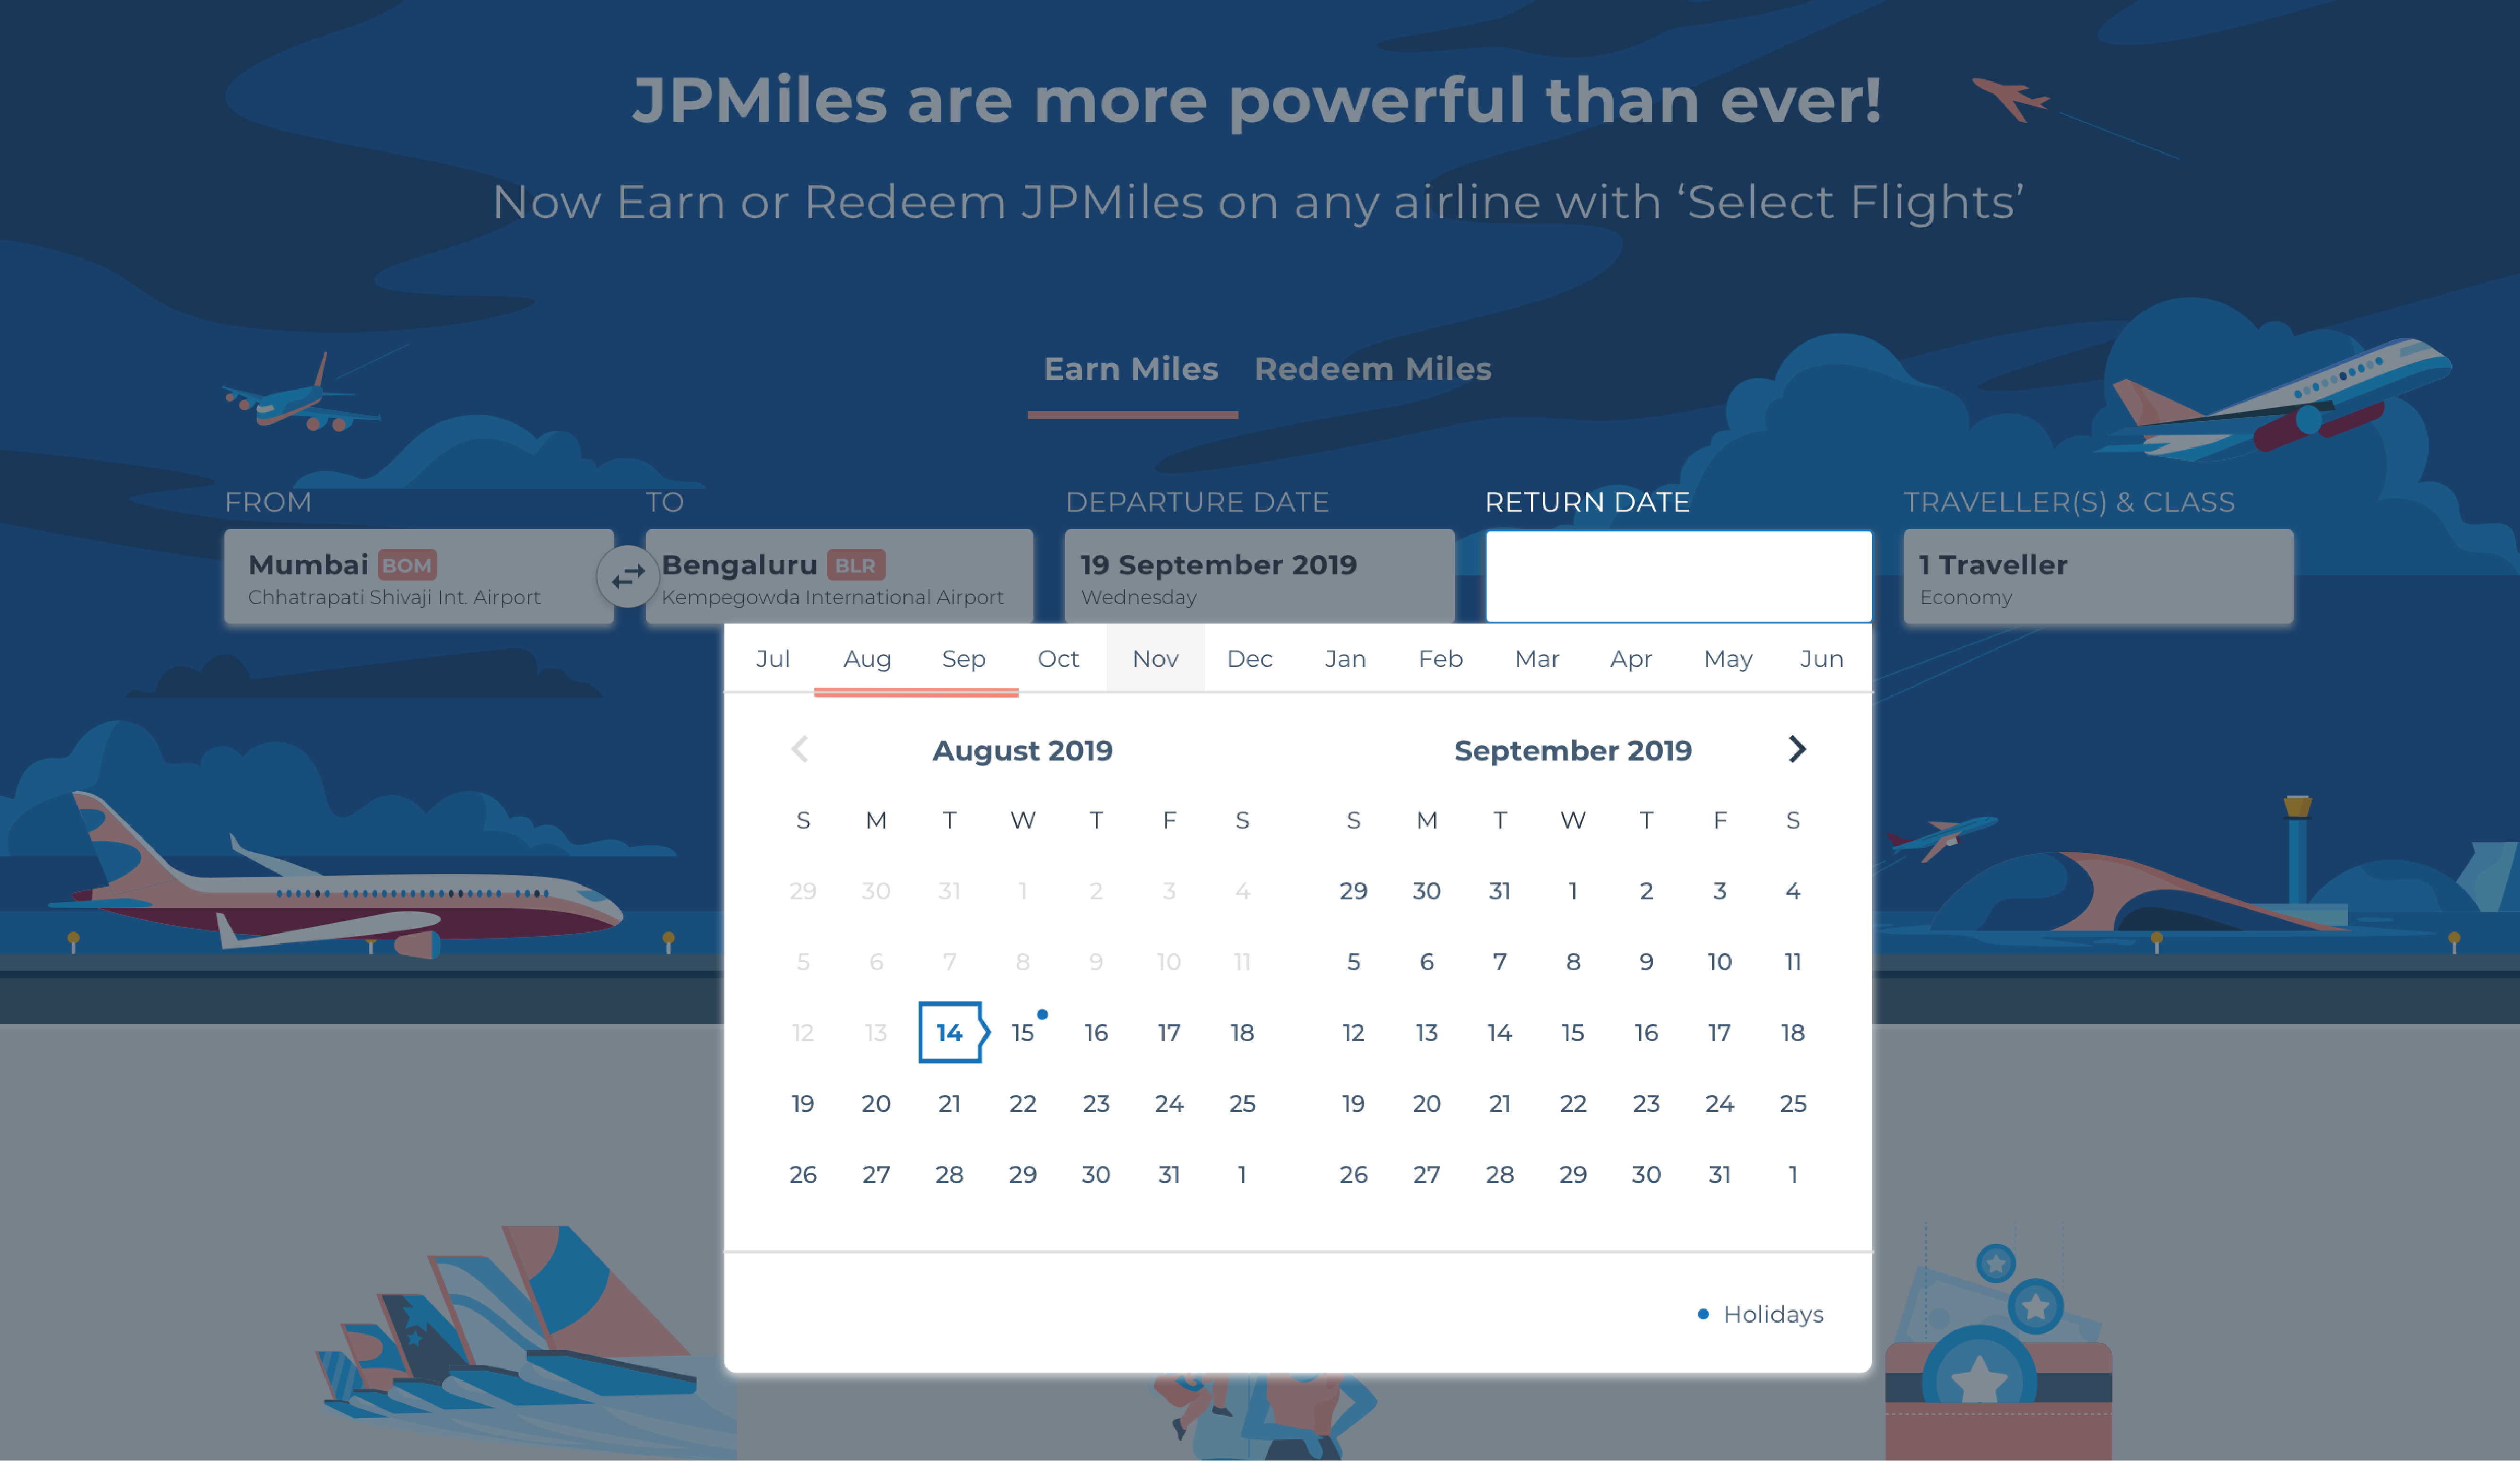 JPMiles are more powerful than ever!
Now Earn or Redeem JPMiles on any airline with ‘Select Flights’
Earn Miles Redeem Miles
FROM TO DEPARTURE DATE RETURN DATE TRAVELLER(S) & CLASS
Mumbai BOM Bengaluru BLR 19 September 2019 1 Traveller
Chhatrapati Shivaji Int. Airport Kempegowda International Airport Wednesday Economy
Jul Aug Sep Oct Nov Dec Jan Feb Mar Apr May Jun
August 2019 September 2019
S M T W T F S S M T W T F S
29 30 31 1 2 3 4 29 30 31 1 2 3 4
5 6 7 8 9 10 11 5 6 7 8 9 10 11
12 13 14 15 16 17 18 12 13 14 15 16 17 18
19 20 21 22 23 24 25 19 20 21 22 23 24 25
26 27 28 29 30 31 1 26 27 28 29 30 31 1
Holidays